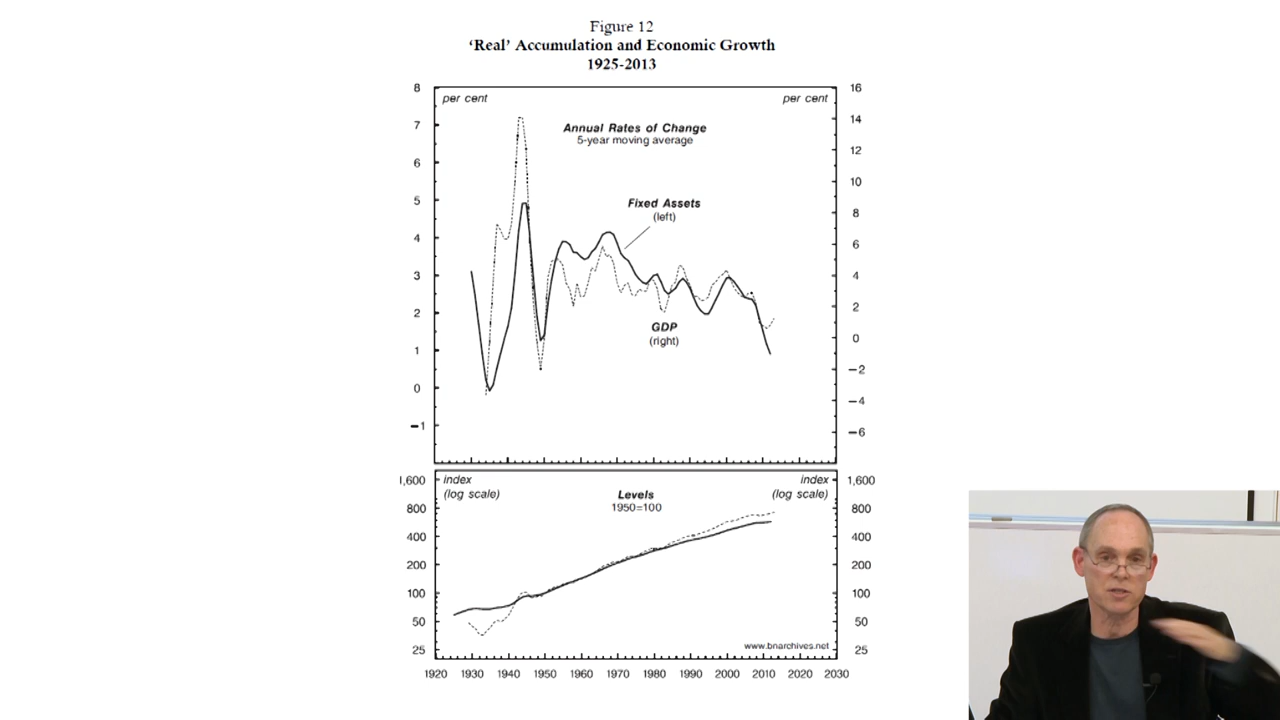 Figure 12
‘Real’ Accumulation and Economic Growth
1925-2013
per cent
per cent
Annual Rates of Change
5-year moving average
Fixed Assets
(left)
GDP
(right)
8
7
6
5
4
3
2
1
0
−1
16
14
12
10
8
6
4
2
0
−2
−4
−6
index
(log scale)
index
(log scale)
Levels
1950=100
1,600
800
400
200
100
50
25
1,600
800
400
200
100
50
25
www.bnarchives.net
1920 1930 1940 1950 1960 1970 1980 1990 2000 2010 2020 2030